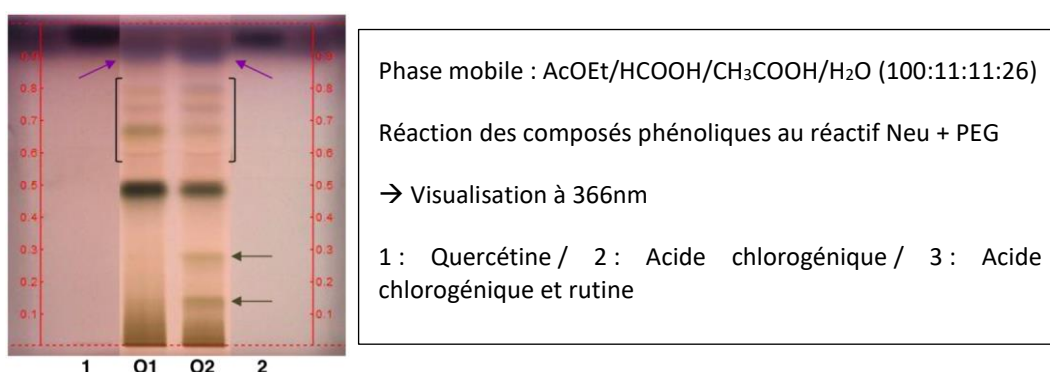 0.9 0.9
0.8 0.8
0.7 0.7
0.6 0.6
0.5 0.5
0.4 0.4
0.3 0.3
0.2 0.2
0.1 0.1
1 O1 O2 2
Phase mobile : AcOEt/HCOOH/CH₃COOH/H₂O (100:11:11:26)
Réaction des composés phénoliques au réactif Neu + PEG
→ Visualisation à 366nm
1 : Quercétine / 2 : Acide chlorogénique / 3 : Acide
chlorogénique et rutine